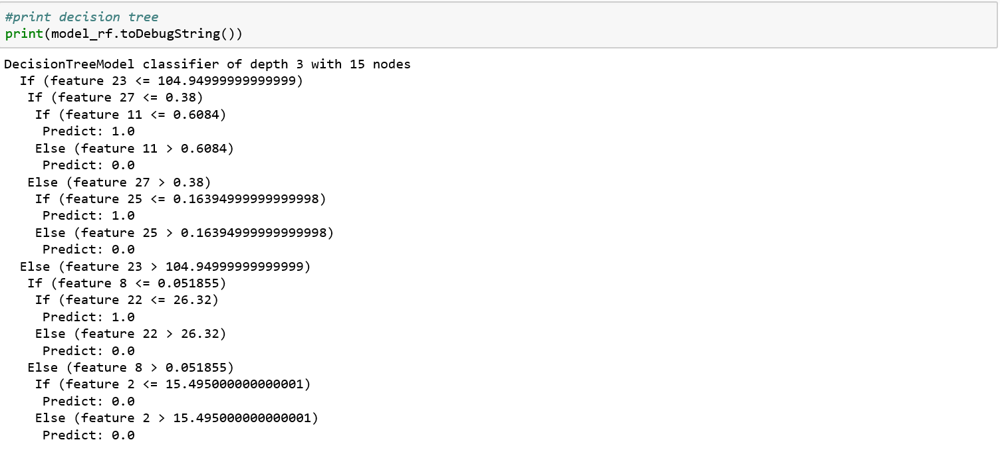 #print decision tree
print(model_rf.toDebugString())
DecisionTreeModel classifier of depth 3 with 15 nodes
  If (feature 23 <= 104.94999999999999)
   If (feature 27 <= 0.38)
    If (feature 11 <= 0.6084)
     Predict: 1.0
    Else (feature 11 > 0.6084)
     Predict: 0.0
   Else (feature 27 > 0.38)
    If (feature 25 <= 0.16394999999999998)
     Predict: 1.0
    Else (feature 25 > 0.16394999999999998)
     Predict: 0.0
  Else (feature 23 > 104.94999999999999)
   If (feature 8 <= 0.051855)
    If (feature 22 <= 26.32)
     Predict: 1.0
    Else (feature 22 > 26.32)
     Predict: 0.0
   Else (feature 8 > 0.051855)
    If (feature 2 <= 15.495000000000001)
     Predict: 0.0
    Else (feature 2 > 15.495000000000001)
     Predict: 0.0